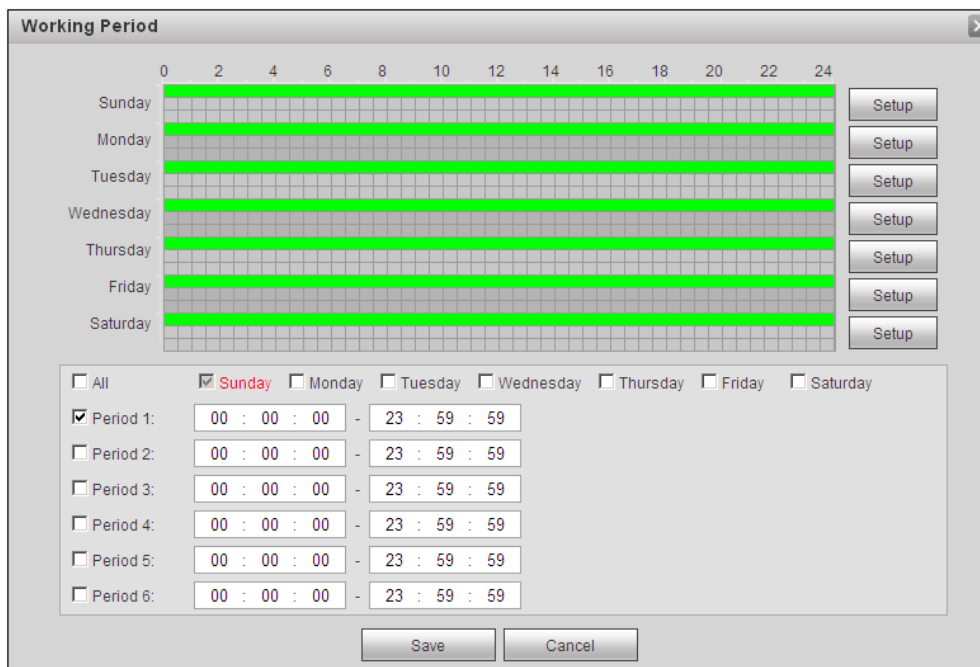 Working Period
0 2 4 6 8 10 12 14 16 18 20 22 24
Sunday Setup
Monday Setup
Tuesday Setup
Wednesday Setup
Thursday Setup
Friday Setup
Saturday Setup
All Sunday Monday Tuesday Wednesday Thursday Friday Saturday
Period 1: 00 : 00 : 00 - 23 : 59 : 59
Period 2: 00 : 00 : 00 - 23 : 59 : 59
Period 3: 00 : 00 : 00 - 23 : 59 : 59
Period 4: 00 : 00 : 00 - 23 : 59 : 59
Period 5: 00 : 00 : 00 - 23 : 59 : 59
Period 6: 00 : 00 : 00 - 23 : 59 : 59
Save Cancel